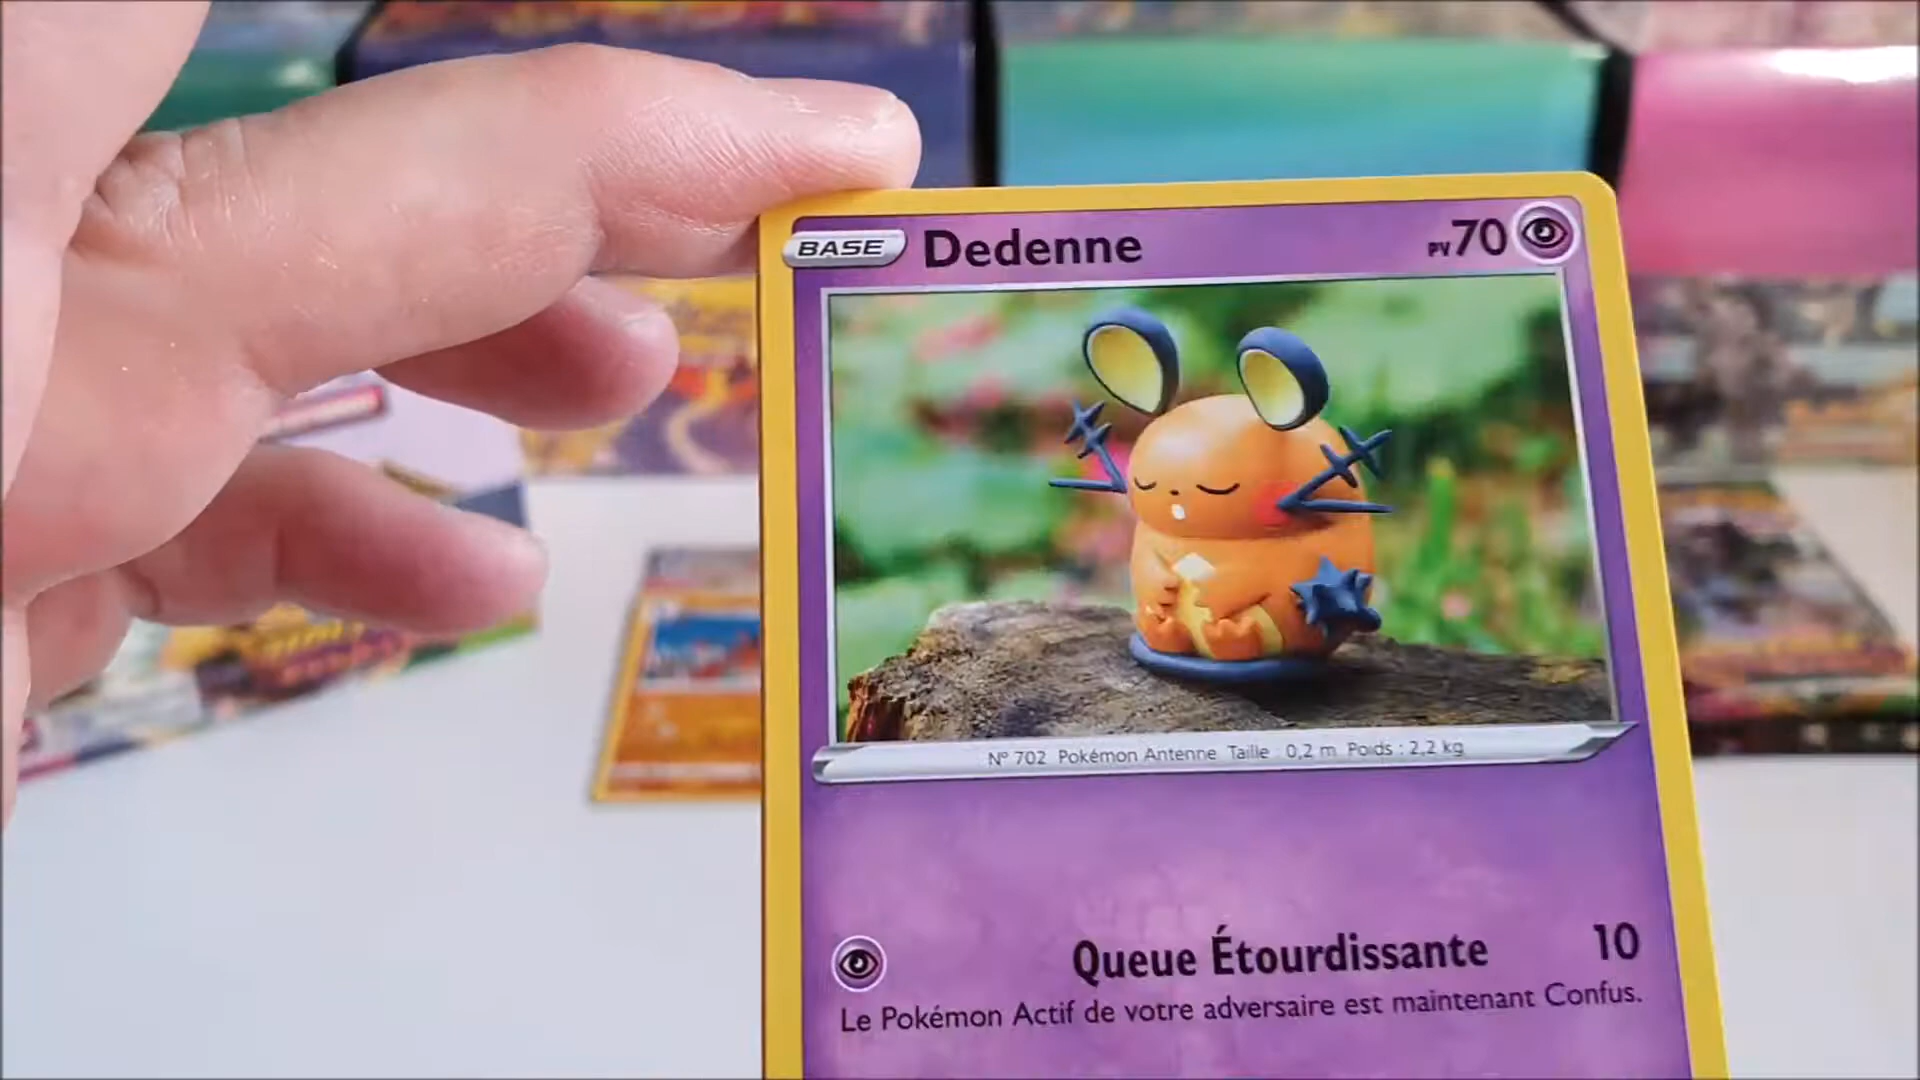 BASE Dedenne PV70
Nº 702 Pokémon Antenne Taille : 0,2 m Poids : 2,2 kg
Queue Étourdissante 10
Le Pokémon Actif de votre adversaire est maintenant Confus.